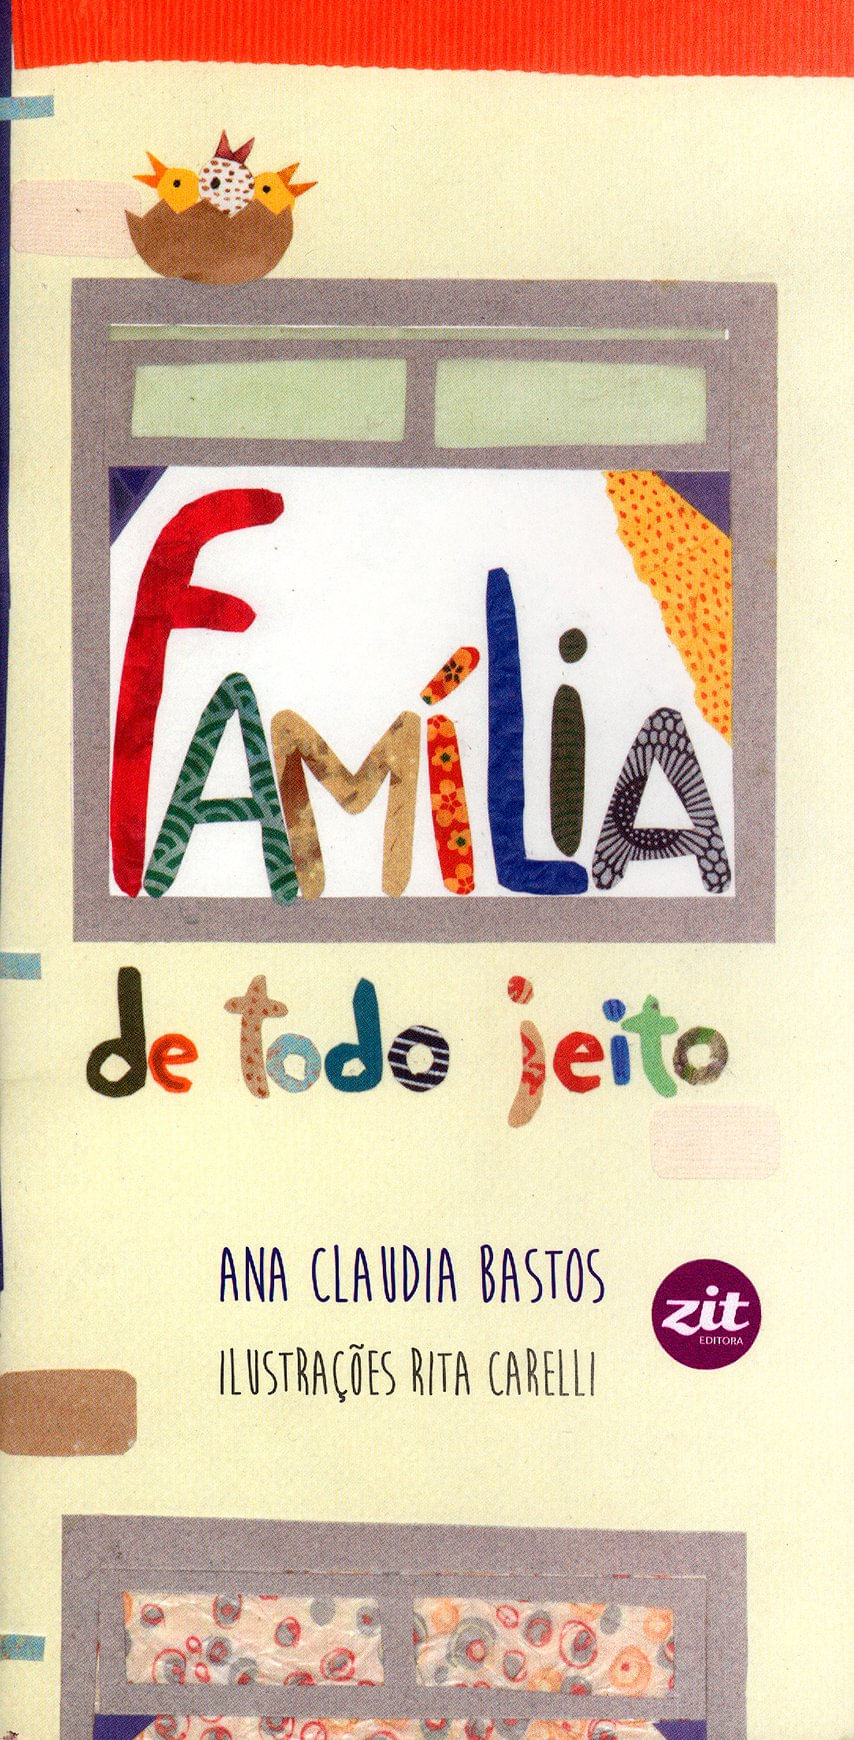 FAMÍLIA
de todo jeito
ANA CLAUDIA BASTOS
ILUSTRAÇÕES RITA CARELLI
zit
EDITORA